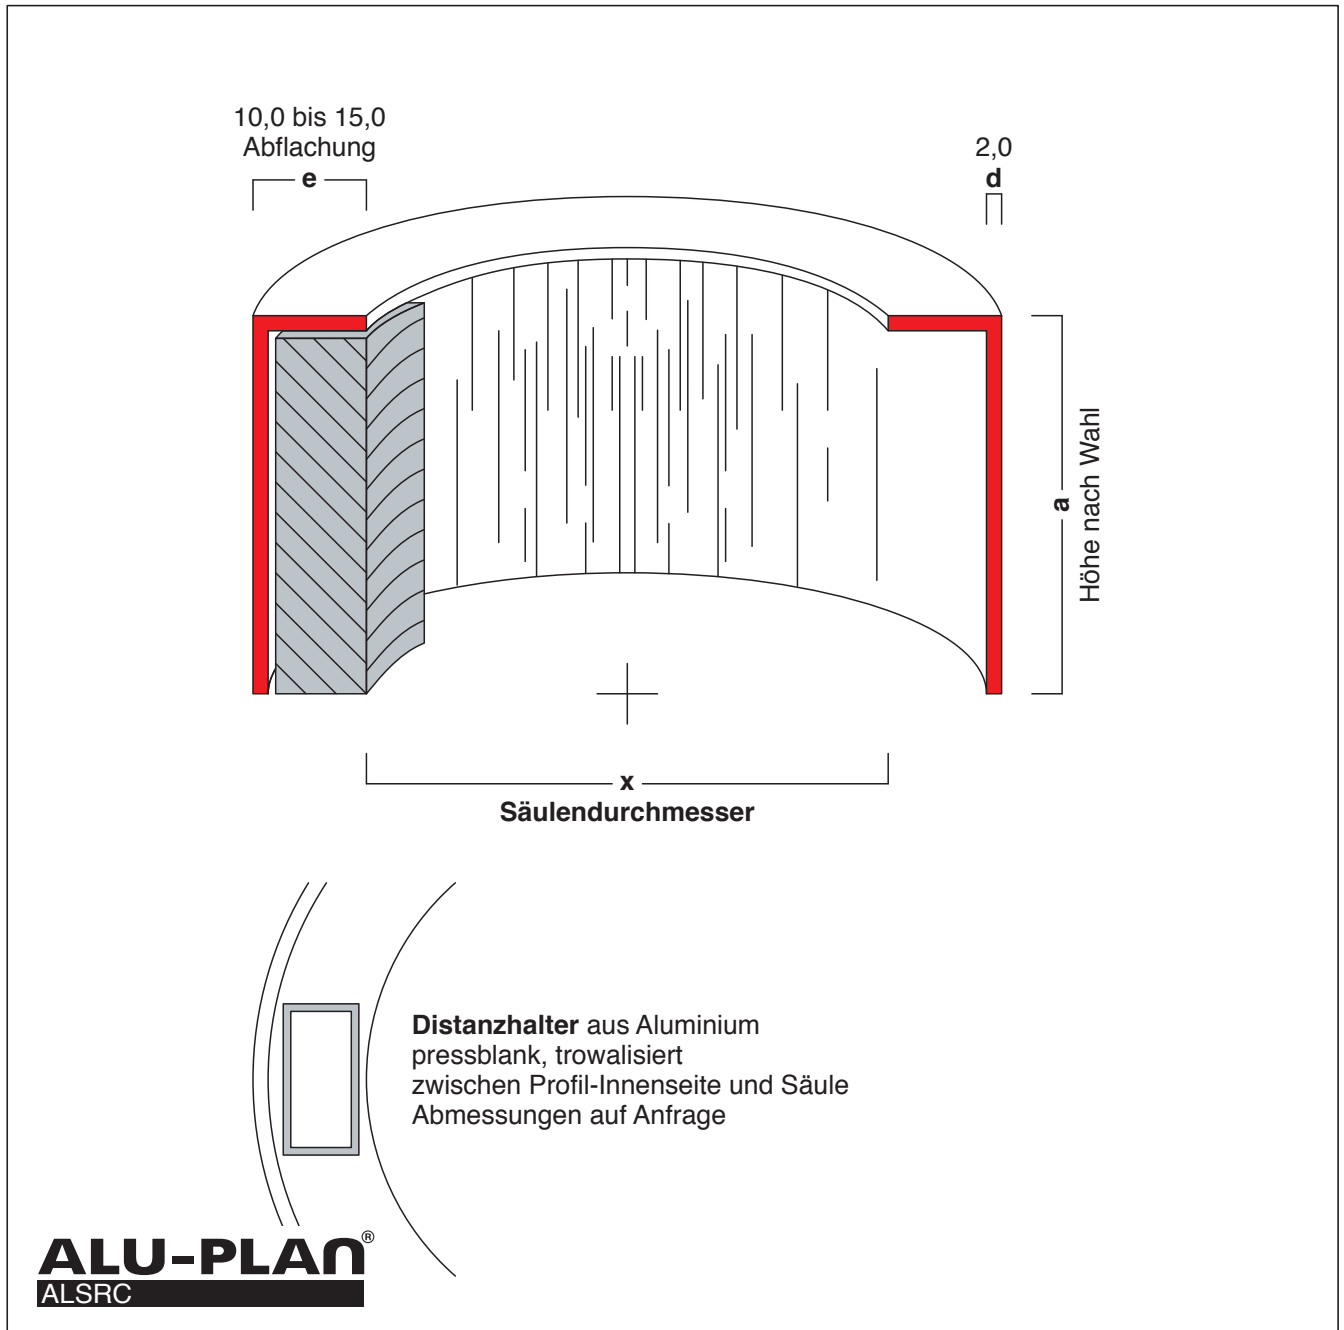 10,0 bis 15,0
Abflachung
e
2,0
d
a
Höhe nach Wahl
x
Säulendurchmesser
Distanzhalter aus Aluminium
pressblank, trowalisiert
zwischen Profil-Innenseite und Säule
Abmessungen auf Anfrage
ALU-PLAN®
ALSRC